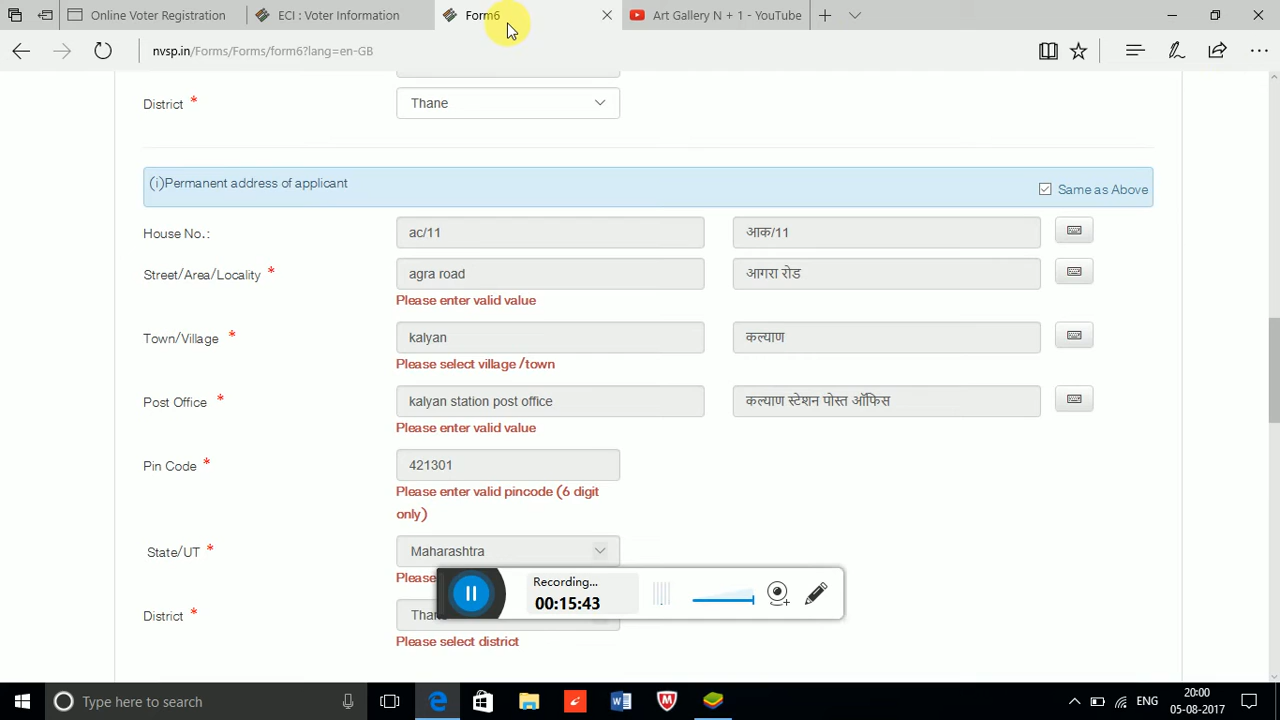 Online Voter Registration
ECI : Voter Information
Form6
Art Gallery N + 1 - YouTube
nvsp.in/Forms/Forms/form6?lang=en-GB
District *
Thane
(i)Permanent address of applicant
Same as Above
House No.:
ac/11
आक/11
Street/Area/Locality *
agra road
आगरा रोड
Please enter valid value
Town/Village *
kalyan
कल्याण
Please select village /town
Post Office *
kalyan station post office
कल्याण स्टेशन पोस्ट ऑफिस
Please enter valid value
Pin Code *
421301
Please enter valid pincode (6 digit
only)
State/UT *
Maharashtra
Recording...
00:15:43
District *
Please select district
Type here to search
ENG
20:00
05-08-2017